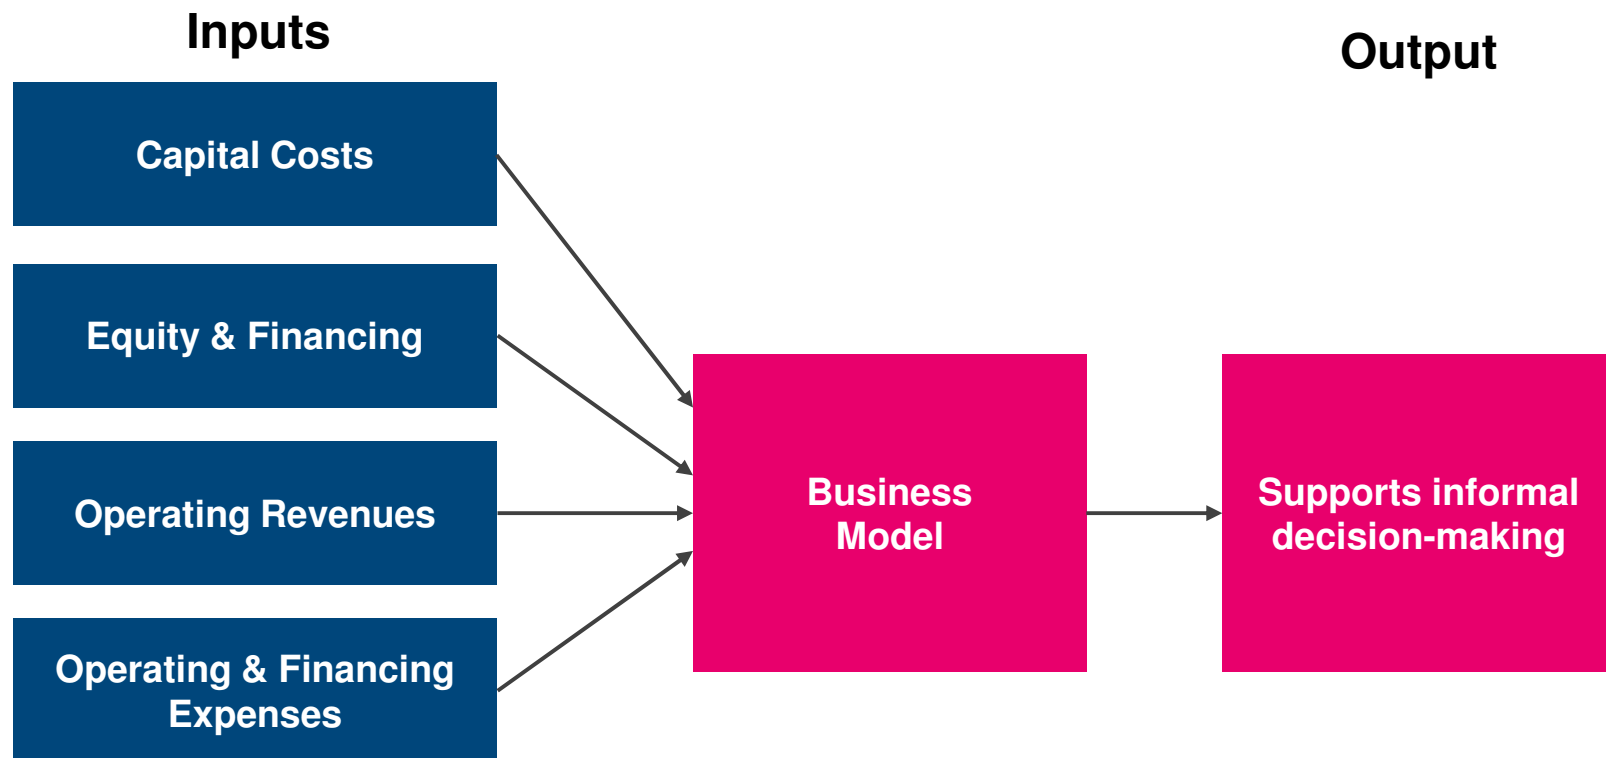 Inputs
Output
Capital Costs
Equity & Financing
Operating Revenues
Operating & Financing
Expenses
Business
Model
Supports informal
decision-making